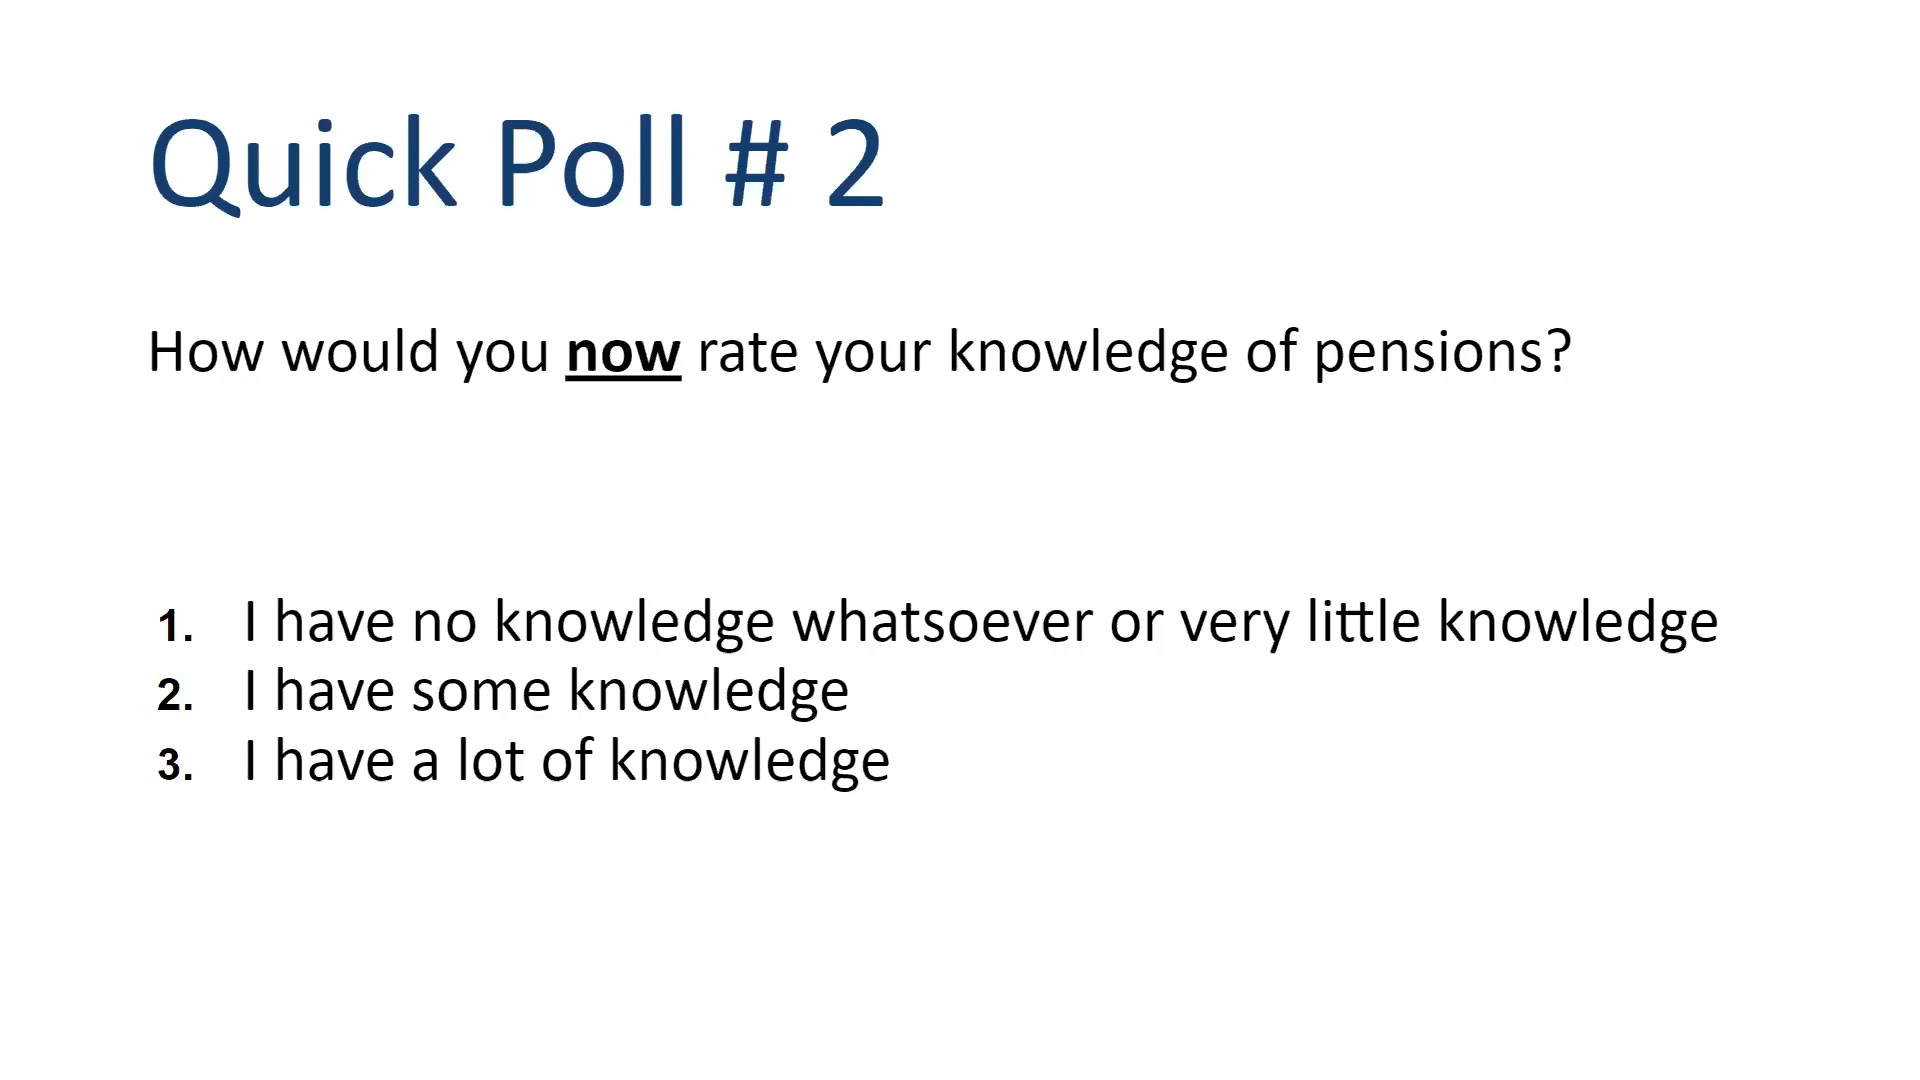 Quick Poll # 2
How would you now rate your knowledge of pensions?
1. I have no knowledge whatsoever or very little knowledge
2. I have some knowledge
3. I have a lot of knowledge